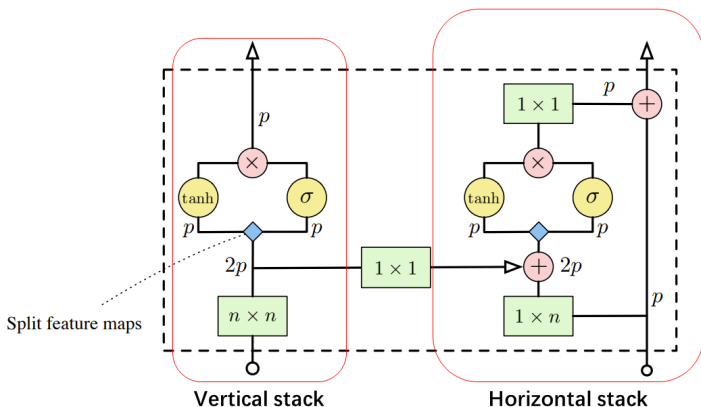 p
1 × 1
p
+
×
×
tanh
σ
tanh
σ
p
p
p
p
2p
1 × 1
+
2p
n × n
1 × n
p
Split feature maps
Vertical stack
Horizontal stack